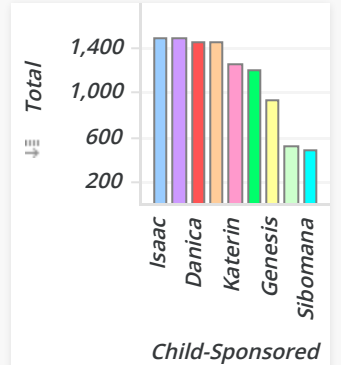 Total
1,400
1,000
600
200
Isaac
Danica
Katerin
Genesis
Sibomana
Child-Sponsored